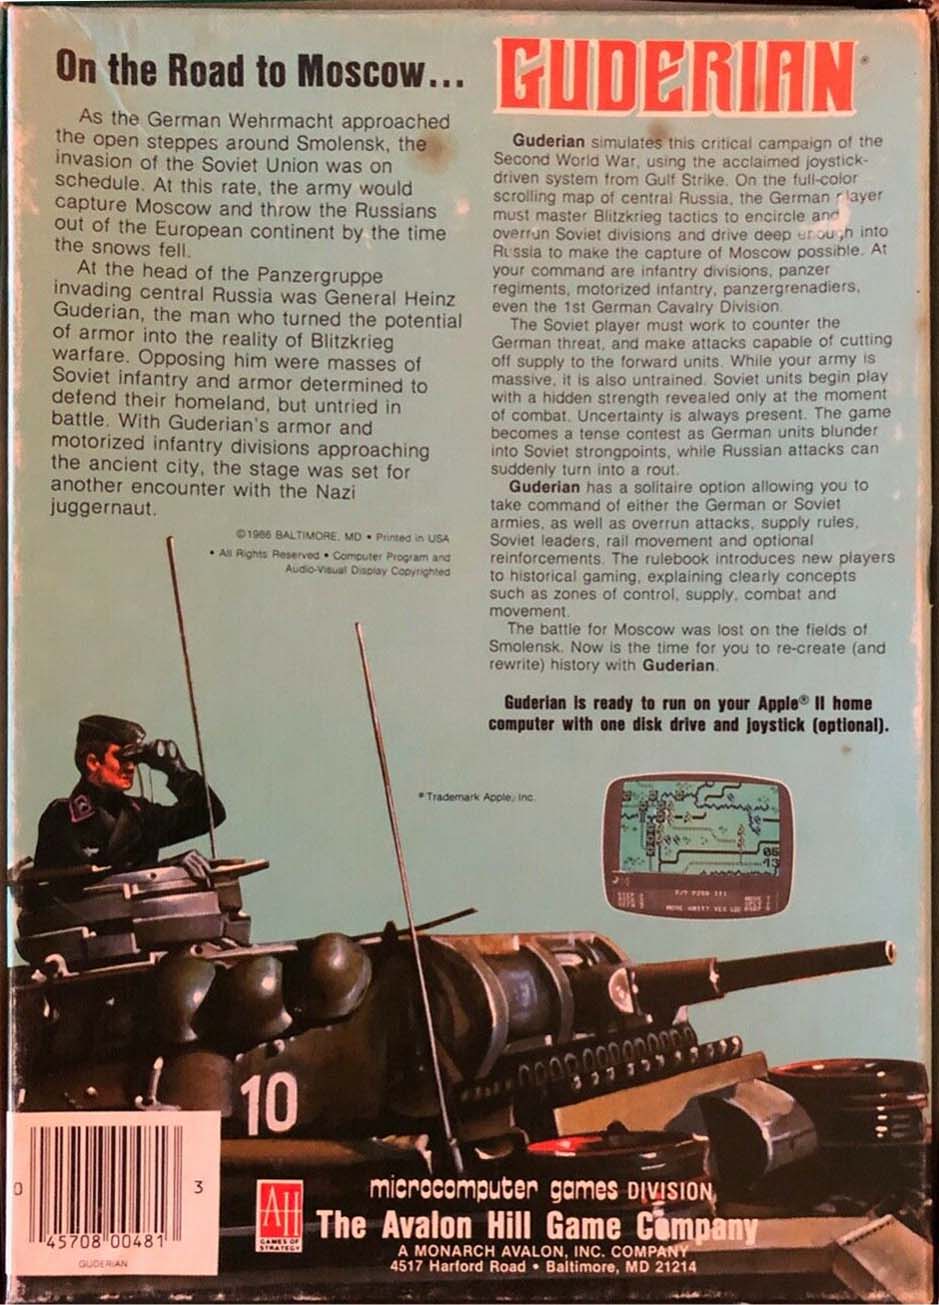 On the Road to Moscow...
As the German Wehrmacht approached
the open steppes around Smolensk, the
invasion of the Soviet Union was on
schedule. At this rate, the army would
capture Moscow and throw the Russians
out of the European continent by the time
the snows fell.
At the head of the Panzergruppe
invading central Russia was General Heinz
Guderian, the man who turned the potential
of armor into the reality of Blitzkrieg
warfare. Opposing him were masses of
Soviet infantry and armor determined to
defend their homeland, but untried in
battle. With Guderian's armor and
motorized infantry divisions approaching
the ancient city, the stage was set for
another encounter with the Nazi
juggernaut.
©1986 BALTIMORE, MD • Printed in USA
• All Rights Reserved • Computer Program and
Audio-Visual Display Copyrighted
GUDERIAN®
Guderian simulates this critical campaign of the
Second World War, using the acclaimed joystick-
driven system from Gulf Strike. On the full-color
scrolling map of central Russia, the German player
must master Blitzkrieg tactics to encircle and
overrun Soviet divisions and drive deep enough into
Russia to make the capture of Moscow possible. At
your command are infantry divisions, panzer
regiments, motorized infantry, panzergrenadiers,
even the 1st German Cavalry Division.
The Soviet player must work to counter the
German threat, and make attacks capable of cutting
off supply to the forward units. While your army is
massive, it is also untrained. Soviet units begin play
with a hidden strength revealed only at the moment
of combat. Uncertainty is always present. The game
becomes a tense contest as German units blunder
into Soviet strongpoints, while Russian attacks can
suddenly turn into a rout.
Guderian has a solitaire option allowing you to
take command of either the German or Soviet
armies, as well as overrun attacks, supply rules,
Soviet leaders, rail movement and optional
reinforcements. The rulebook introduces new players
to historical gaming, explaining clearly concepts
such as zones of control, supply, combat and
movement.
The battle for Moscow was lost on the fields of
Smolensk. Now is the time for you to re-create (and
rewrite) history with Guderian.
Guderian is ready to run on your Apple® II home
computer with one disk drive and joystick (optional).
® Trademark Apple, Inc.
10
0 45708 00481 3
GUDERIAN
AH
GAMES OF
STRATEGY
microcomputer games DIVISION
The Avalon Hill Game Company
A MONARCH AVALON, INC. COMPANY
4517 Harford Road • Baltimore, MD 21214